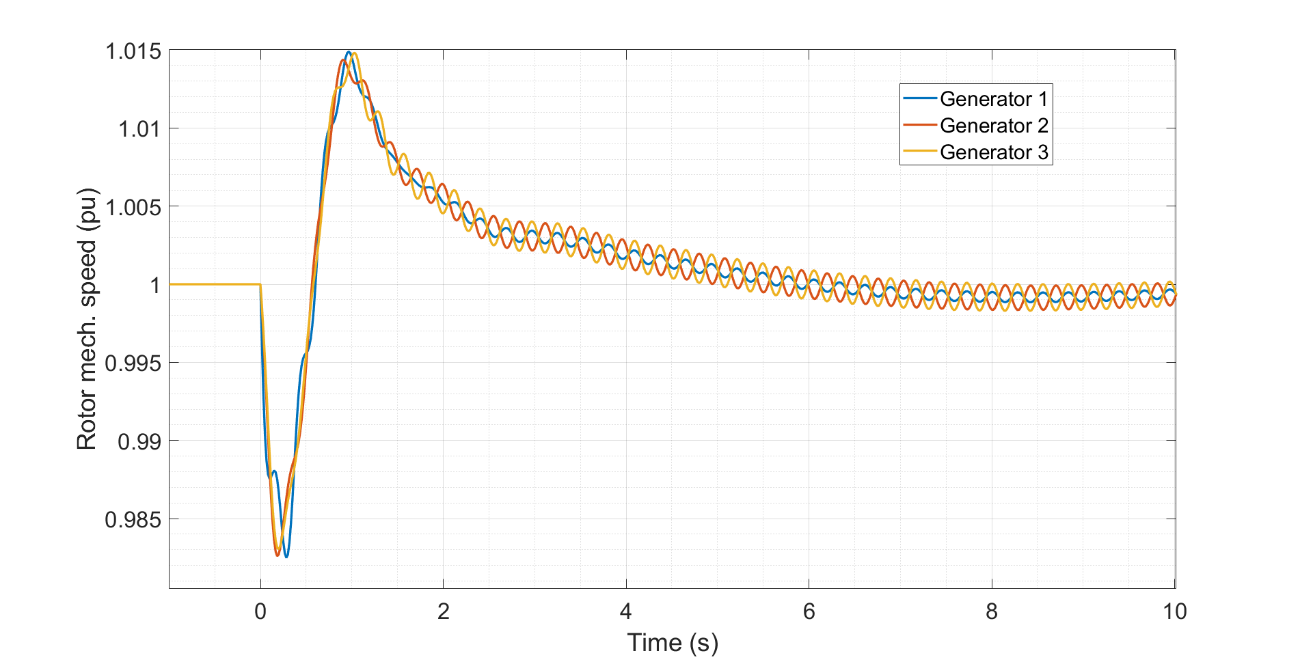 1.015
1.01
1.005
1
0.995
0.99
0.985
Rotor mech. speed (pu)
Generator 1
Generator 2
Generator 3
0 2 4 6 8 10
Time (s)